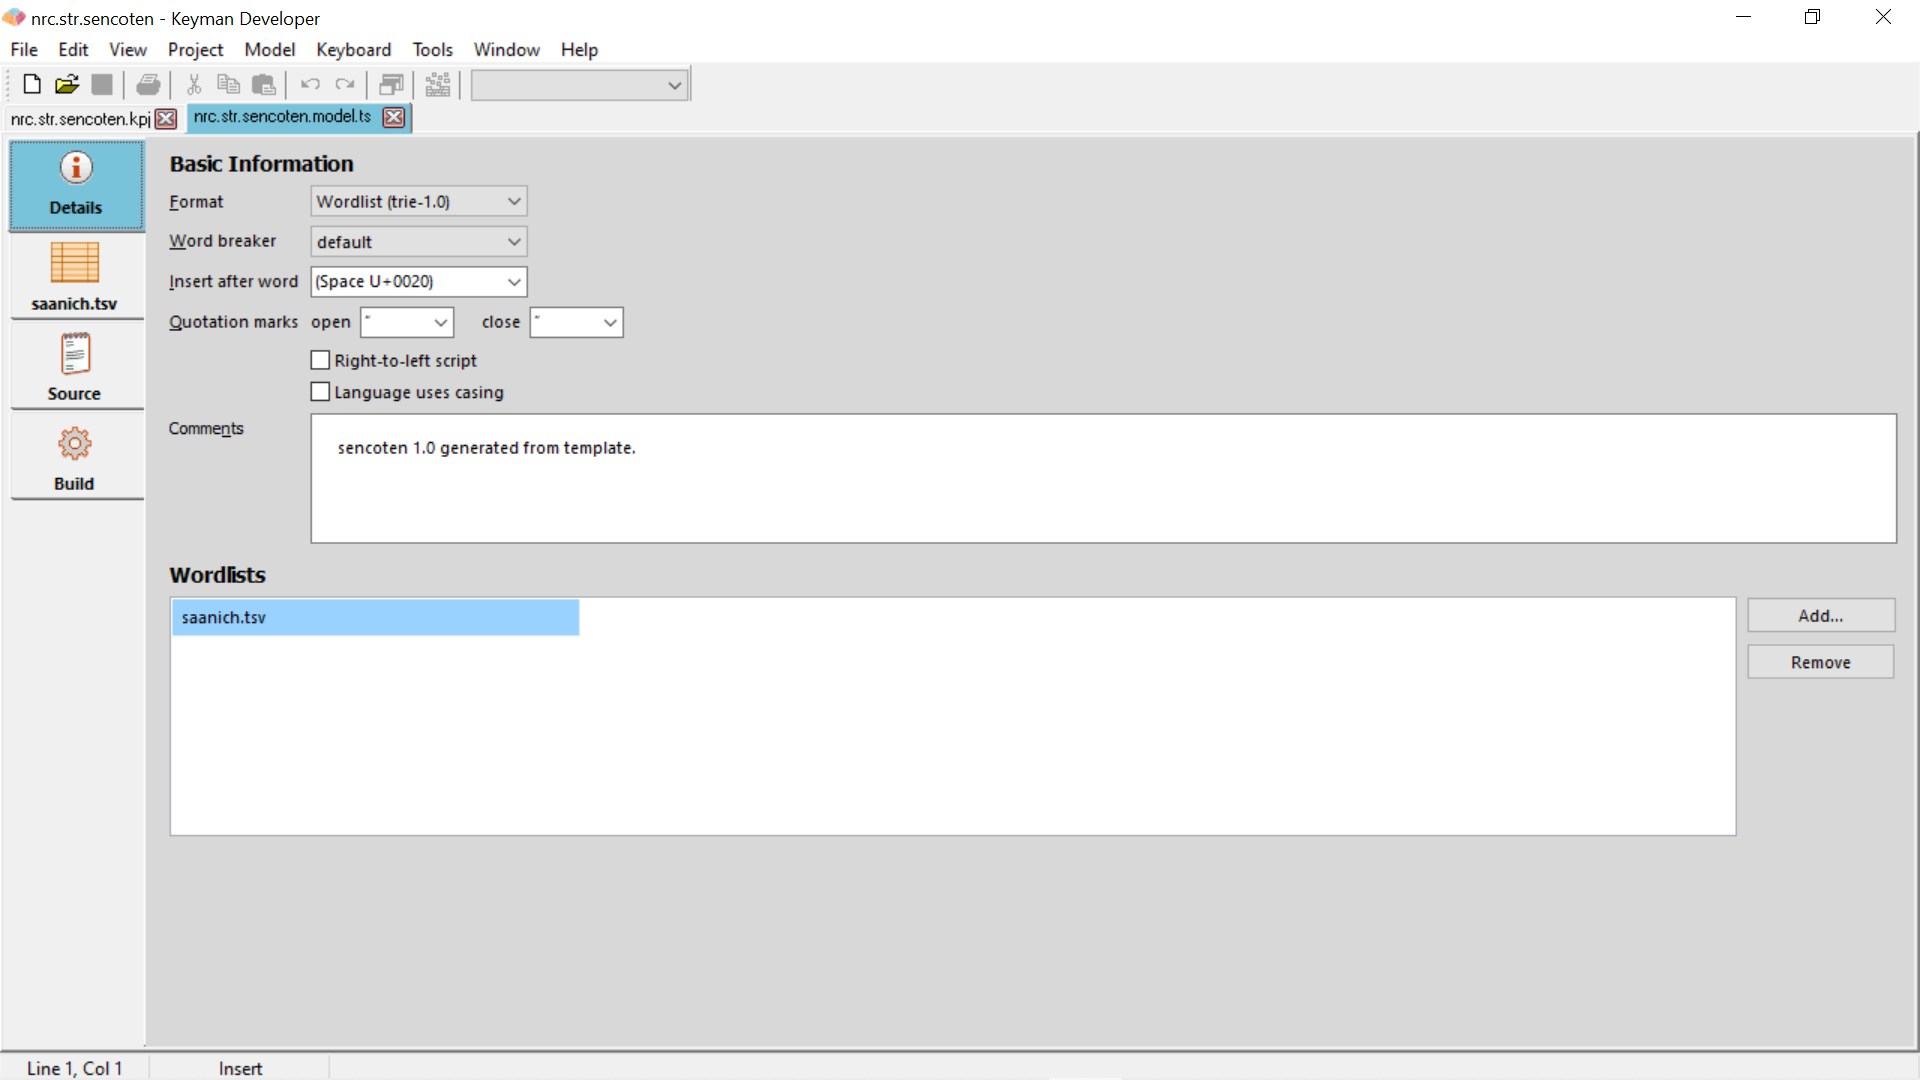 nrc.str.sencoten - Keyman Developer
File Edit View Project Model Keyboard Tools Window Help
nrc.str.sencoten.kpj nrc.str.sencoten.model.ts
Details
saanich.tsv
Source
Build
Basic Information
Format Wordlist (trie-1.0)
Word breaker default
Insert after word (Space U+0020)
Quotation marks open close
Right-to-left script
Language uses casing
Comments
sencoten 1.0 generated from template.
Wordlists
saanich.tsv
Add...
Remove
Line 1, Col 1 Insert